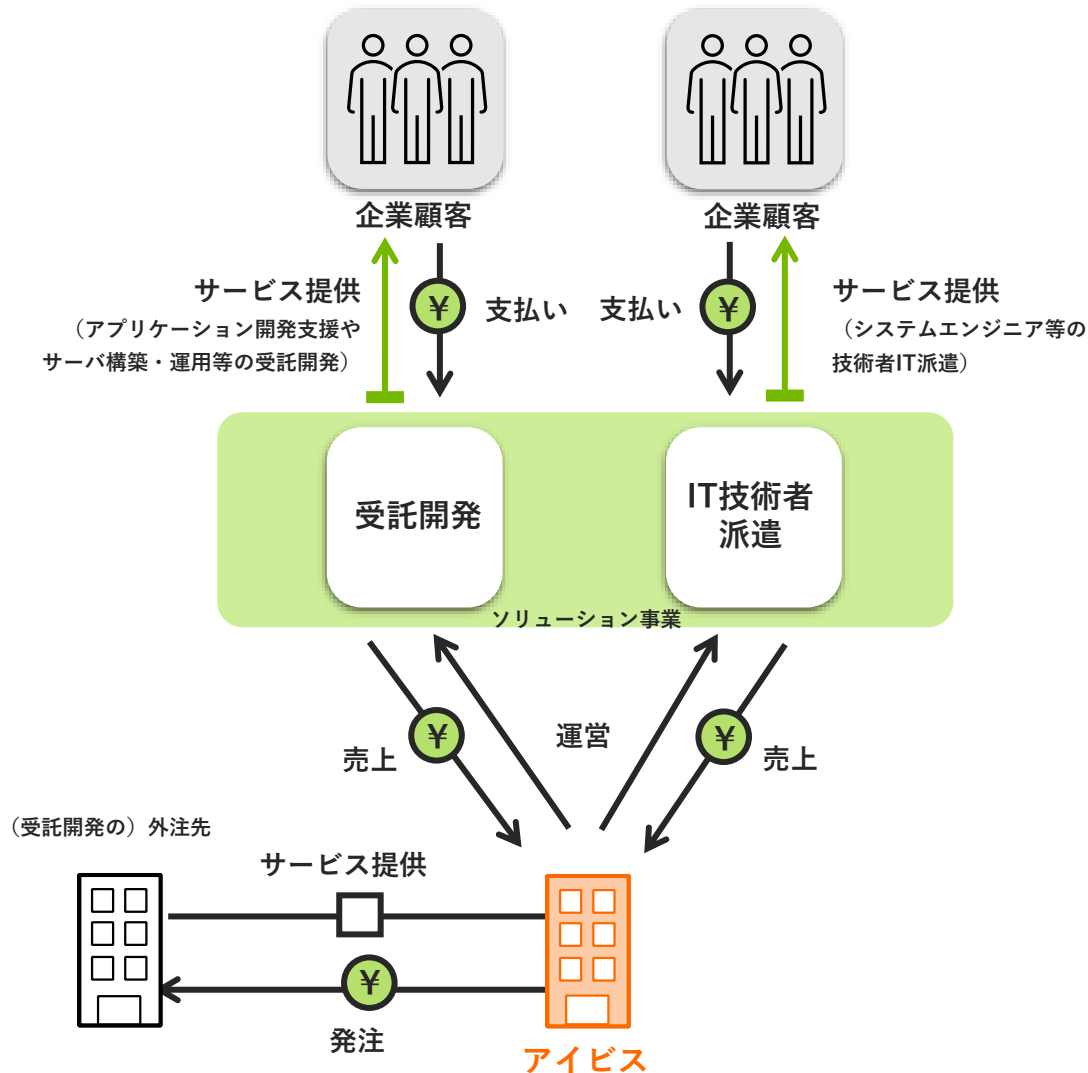 企業顧客
企業顧客
サービス提供
（アプリケーション開発支援や
サーバ構築・運用等の受託開発）
¥
支払い
支払い
¥
サービス提供
（システムエンジニア等の
技術者IT派遣）
受託開発
IT技術者
派遣
ソリューション事業
¥
売上
運営
¥
売上
（受託開発の）外注先
サービス提供
¥
発注
アイビス